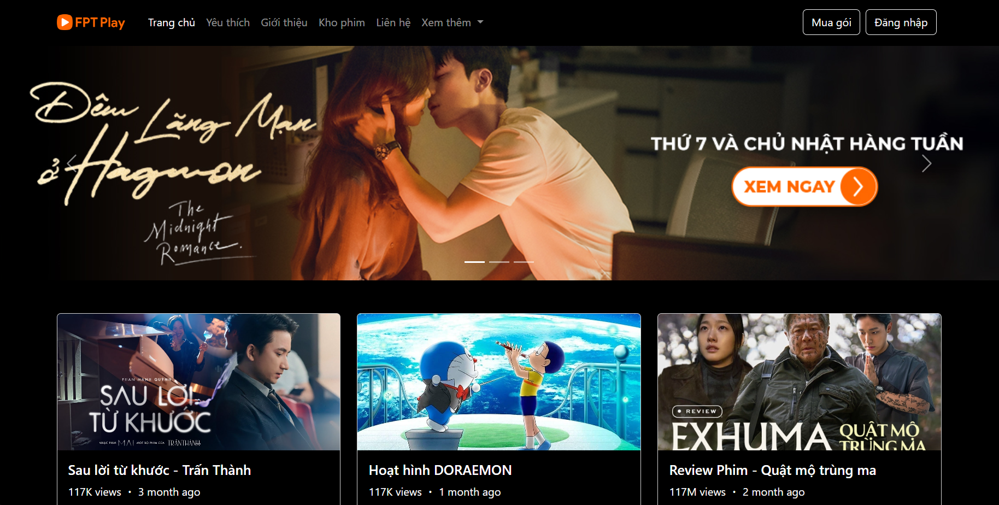 FPT Play
Trang chủ Yêu thích Giới thiệu Kho phim Liên hệ Xem thêm
Mua gói Đăng nhập
Đêm Lãng Mạn
ở Hagwon
The
Midnight
Romance.
THỨ 7 VÀ CHỦ NHẬT HÀNG TUẦN
XEM NGAY
PHAN MẠNH QUỲNH
SAU LỜI
TỪ KHƯỚC
NHẠC PHIM MAI MỘT BỘ PHIM CỦA TRẤN THÀNH
Sau lời từ khước - Trấn Thành
117K views • 3 month ago
Hoạt hình DORAEMON
117K views • 1 month ago
REVIEW
EXHUMA QUẬT MỘ
TRÙNG MA
Review Phim - Quật mộ trùng ma
117M views • 2 month ago